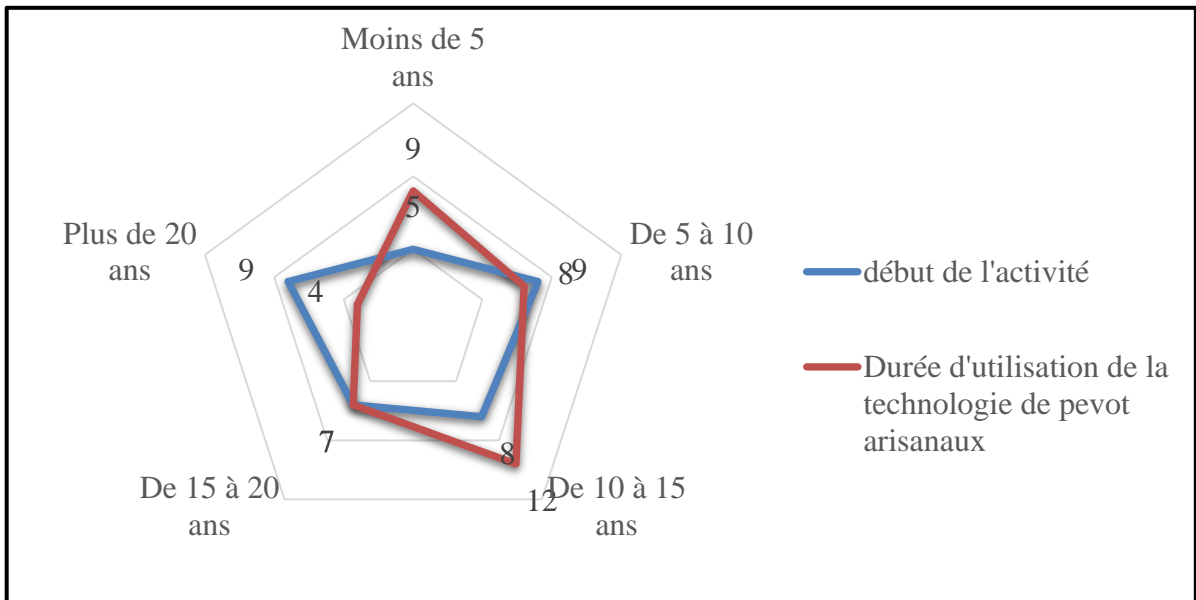 Moins de 5
ans
9
5
Plus de 20
ans
9
4
De 5 à 10
ans
8
9
début de l'activité
Durée d'utilisation de la
technologie de pevot
arisanaux
7
De 15 à 20
ans
8
12
De 10 à 15
ans